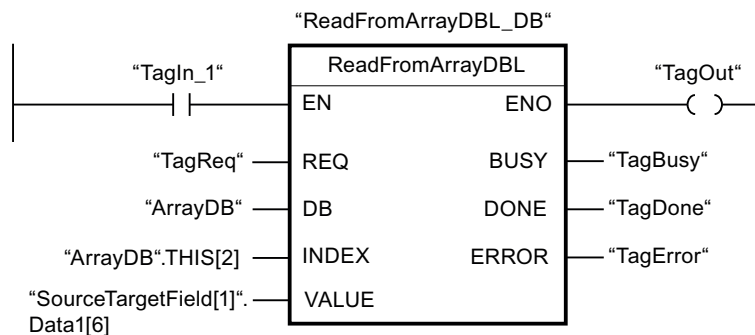 “ReadFromArrayDBL_DB“
ReadFromArrayDBL
“TagIn_1“
“TagOut“
EN
ENO
“TagReq“
REQ
BUSY
“TagBusy“
“ArrayDB“
DB
DONE
“TagDone“
“ArrayDB“.THIS[2]
INDEX
ERROR
“TagError“
“SourceTargetField[1]“.
Data1[6]
VALUE